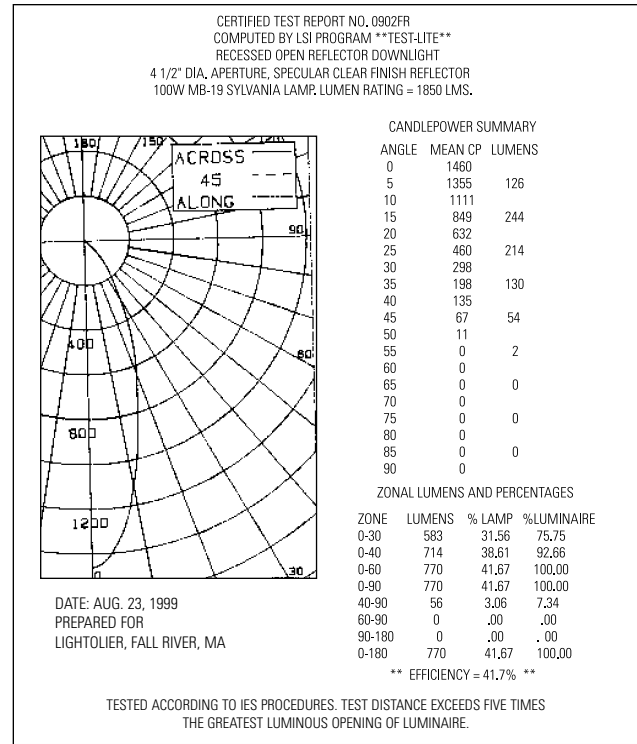 CERTIFIED TEST REPORT NO. 0902FR
COMPUTED BY LSI PROGRAM **TEST-LITE**
RECESSED OPEN REFLECTOR DOWNLIGHT
4 1/2" DIA. APERTURE, SPECULAR CLEAR FINISH REFLECTOR
100W MB-19 SYLVANIA LAMP. LUMEN RATING = 1850 LMS.
180 150
ACROSS
45
ALONG
90
60
400
800
1200
0 30
DATE: AUG. 23, 1999
PREPARED FOR
LIGHTOLIER, FALL RIVER, MA
CANDLEPOWER SUMMARY
ANGLE MEAN CP LUMENS
0 1460
5 1355 126
10 1111
15 849 244
20 632
25 460 214
30 298
35 198 130
40 135
45 67 54
50 11
55 0 2
60 0
65 0 0
70 0
75 0 0
80 0
85 0 0
90 0
ZONAL LUMENS AND PERCENTAGES
ZONE LUMENS % LAMP %LUMINAIRE
0-30 583 31.56 75.75
0-40 714 38.61 92.66
0-60 770 41.67 100.00
0-90 770 41.67 100.00
40-90 56 3.06 7.34
60-90 0 .00 .00
90-180 0 .00 . 00
0-180 770 41.67 100.00
** EFFICIENCY = 41.7% **
TESTED ACCORDING TO IES PROCEDURES. TEST DISTANCE EXCEEDS FIVE TIMES
THE GREATEST LUMINOUS OPENING OF LUMINAIRE.